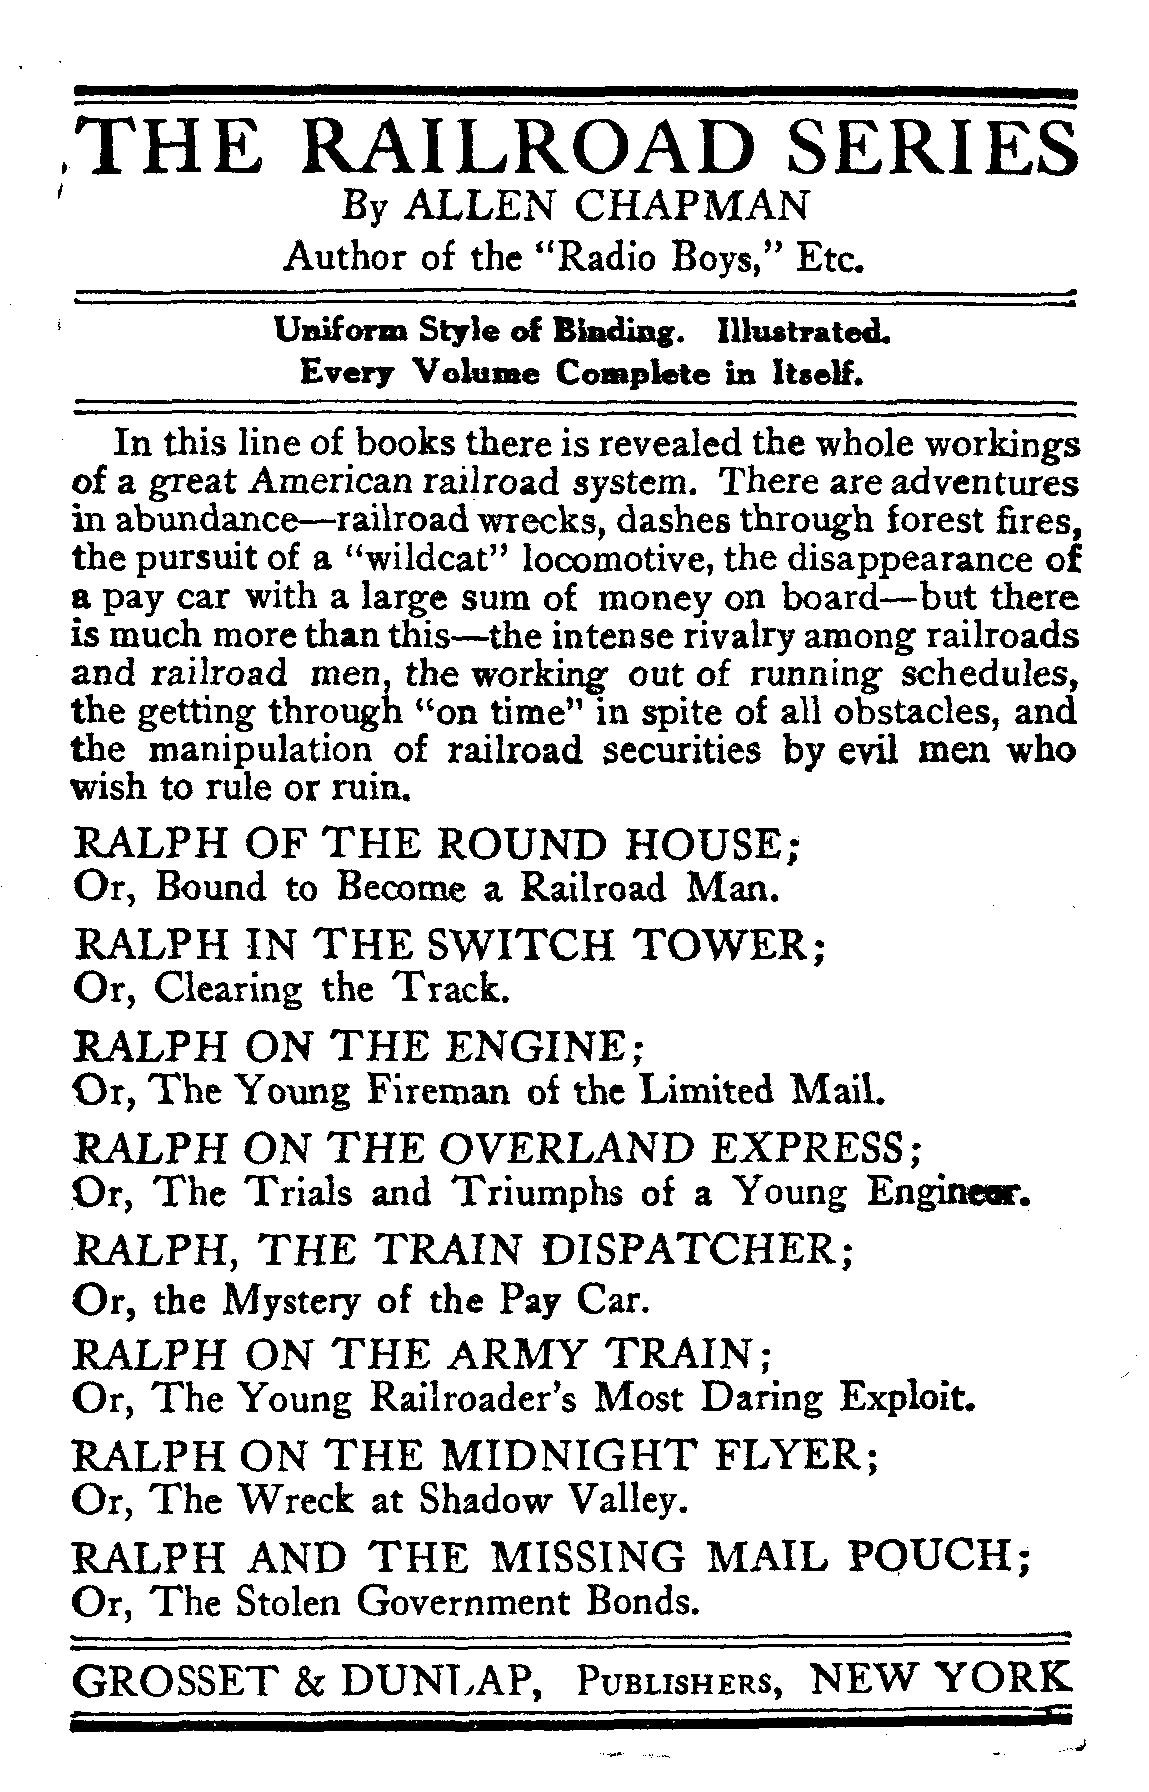 THE RAILROAD SERIES
By ALLEN CHAPMAN
Author of the “Radio Boys,” Etc.
Uniform Style of Binding. Illustrated.
Every Volume Complete in Itself.
In this line of books there is revealed the whole workings
of a great American railroad system. There are adventures
in abundance—railroad wrecks, dashes through forest fires,
the pursuit of a “wildcat” locomotive, the disappearance of
a pay car with a large sum of money on board—but there
is much more than this—the intense rivalry among railroads
and railroad men, the working out of running schedules,
the getting through “on time” in spite of all obstacles, and
the manipulation of railroad securities by evil men who
wish to rule or ruin.
RALPH OF THE ROUND HOUSE;
Or, Bound to Become a Railroad Man.
RALPH IN THE SWITCH TOWER;
Or, Clearing the Track.
RALPH ON THE ENGINE;
Or, The Young Fireman of the Limited Mail.
RALPH ON THE OVERLAND EXPRESS;
Or, The Trials and Triumphs of a Young Engineer.
RALPH, THE TRAIN DISPATCHER;
Or, the Mystery of the Pay Car.
RALPH ON THE ARMY TRAIN;
Or, The Young Railroader’s Most Daring Exploit.
RALPH ON THE MIDNIGHT FLYER;
Or, The Wreck at Shadow Valley.
RALPH AND THE MISSING MAIL POUCH;
Or, The Stolen Government Bonds.
GROSSET & DUNLAP, PUBLISHERS, NEW YORK